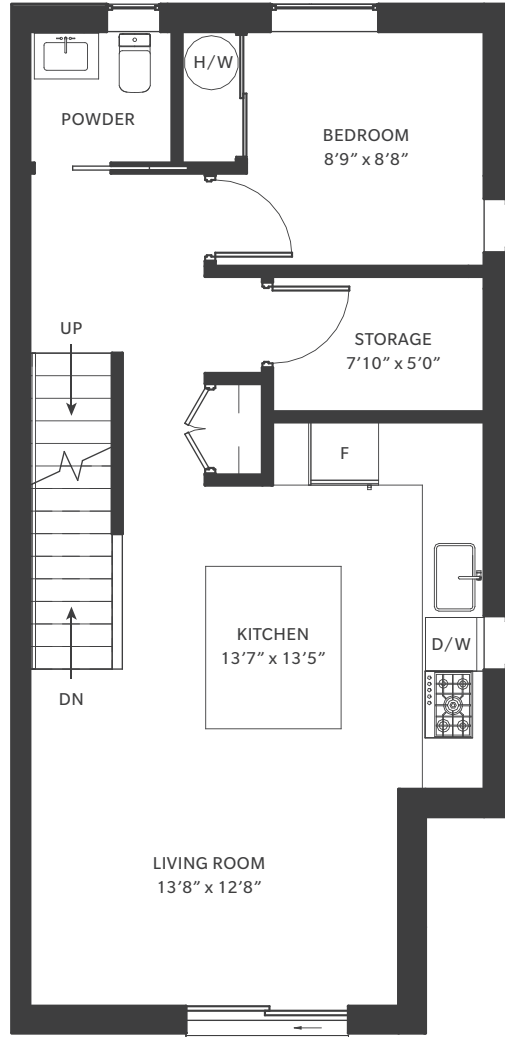 H/W
POWDER
BEDROOM
8’9” x 8’8”
UP
STORAGE
7’10” x 5’0”
F
KITCHEN
13’7” x 13’5”
D/W
DN
LIVING ROOM
13’8” x 12’8”